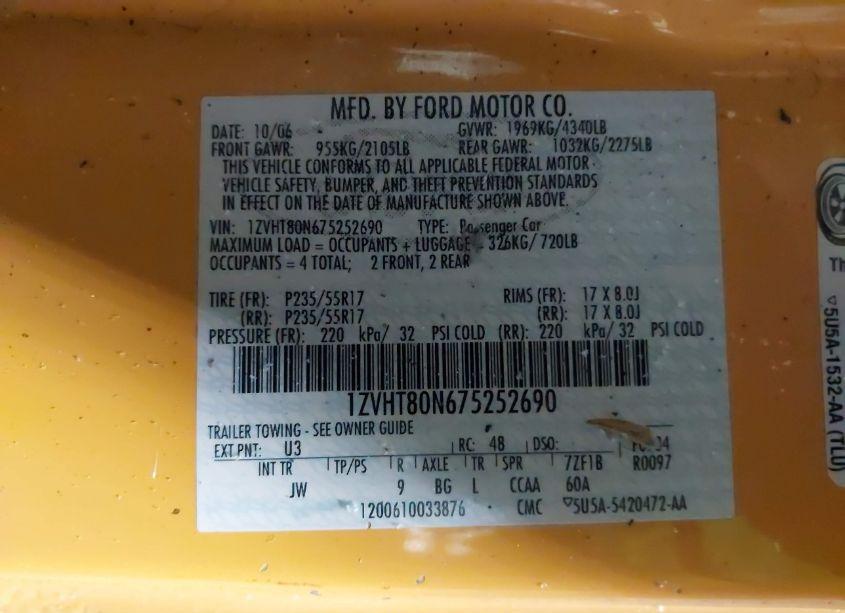 MFD. BY FORD MOTOR CO.
DATE: 10/06 GVWR: 1969KG/4340LB
FRONT GAWR: 955KG/2105LB REAR GAWR: 1032KG/2275LB
THIS VEHICLE CONFORMS TO ALL APPLICABLE FEDERAL MOTOR
VEHICLE SAFETY, BUMPER, AND THEFT PREVENTION STANDARDS
IN EFFECT ON THE DATE OF MANUFACTURE SHOWN ABOVE.
VIN: 1ZVHT80N675252690 TYPE: Passenger Car
MAXIMUM LOAD = OCCUPANTS + LUGGAGE - 326KG/ 720LB
OCCUPANTS = 4 TOTAL; 2 FRONT, 2 REAR
TIRE (FR): P235/55R17 RIMS (FR): 17 X 8.0J
(RR): P235/55R17 (RR): 17 X 8.0J
PRESSURE (FR): 220 kPa/ 32 PSI COLD (RR): 220 kPa/ 32 PSI COLD
1ZVHT80N675252690
TRAILER TOWING - SEE OWNER GUIDE
EXT PNT: U3 RC: 48 DSO:
INT TR TP/PS R AXLE TR SPR 7ZF1B R0097
JW 9 BG L CCAA 60A
1200610033876 CMC ▽5U5A-5420472-AA
Th
▽5U5A-1532-AA (TLU)